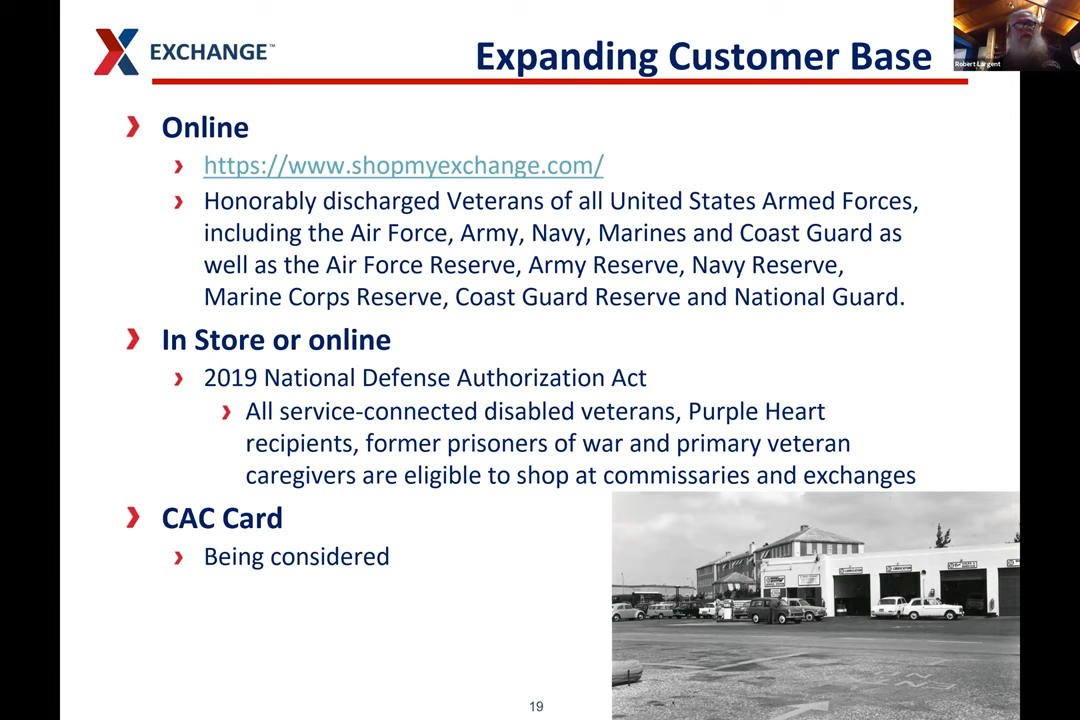 EXCHANGE™
Expanding Customer Base
Robert Largent
Online
https://www.shopmyexchange.com/
Honorably discharged Veterans of all United States Armed Forces,
including the Air Force, Army, Navy, Marines and Coast Guard as
well as the Air Force Reserve, Army Reserve, Navy Reserve,
Marine Corps Reserve, Coast Guard Reserve and National Guard.
In Store or online
2019 National Defense Authorization Act
All service-connected disabled veterans, Purple Heart
recipients, former prisoners of war and primary veteran
caregivers are eligible to shop at commissaries and exchanges
CAC Card
Being considered
19